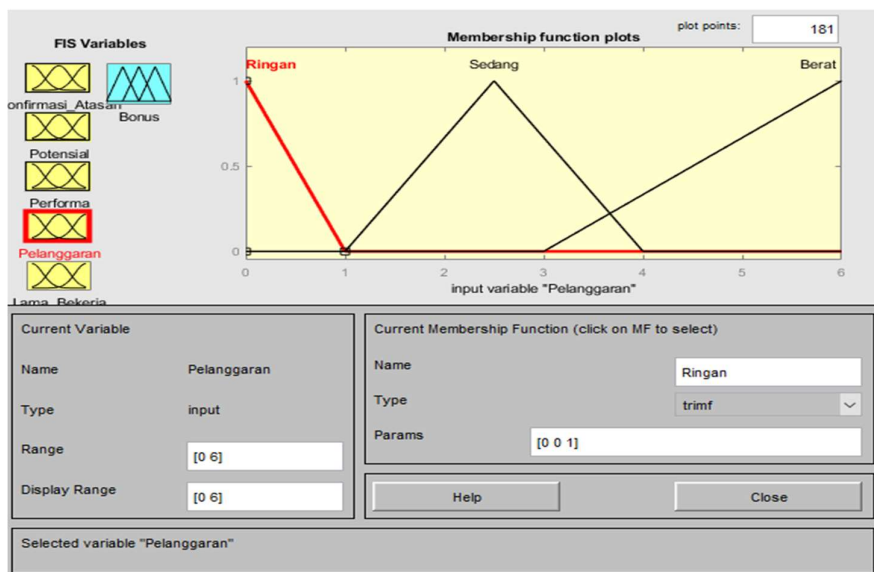 FIS Variables
onfirmasi_Atasan
Bonus
Potensial
Performa
Pelanggaran
Lama_Bekerja
Membership function plots
plot points:
181
Ringan
Sedang
Berat
1
0.5
0
0
1
2
3
4
5
6
input variable "Pelanggaran"
Current Variable
Name
Pelanggaran
Type
input
Range
[0 6]
Display Range
[0 6]
Current Membership Function (click on MF to select)
Name
Ringan
Type
trimf
Params
[0 0 1]
Help
Close
Selected variable "Pelanggaran"